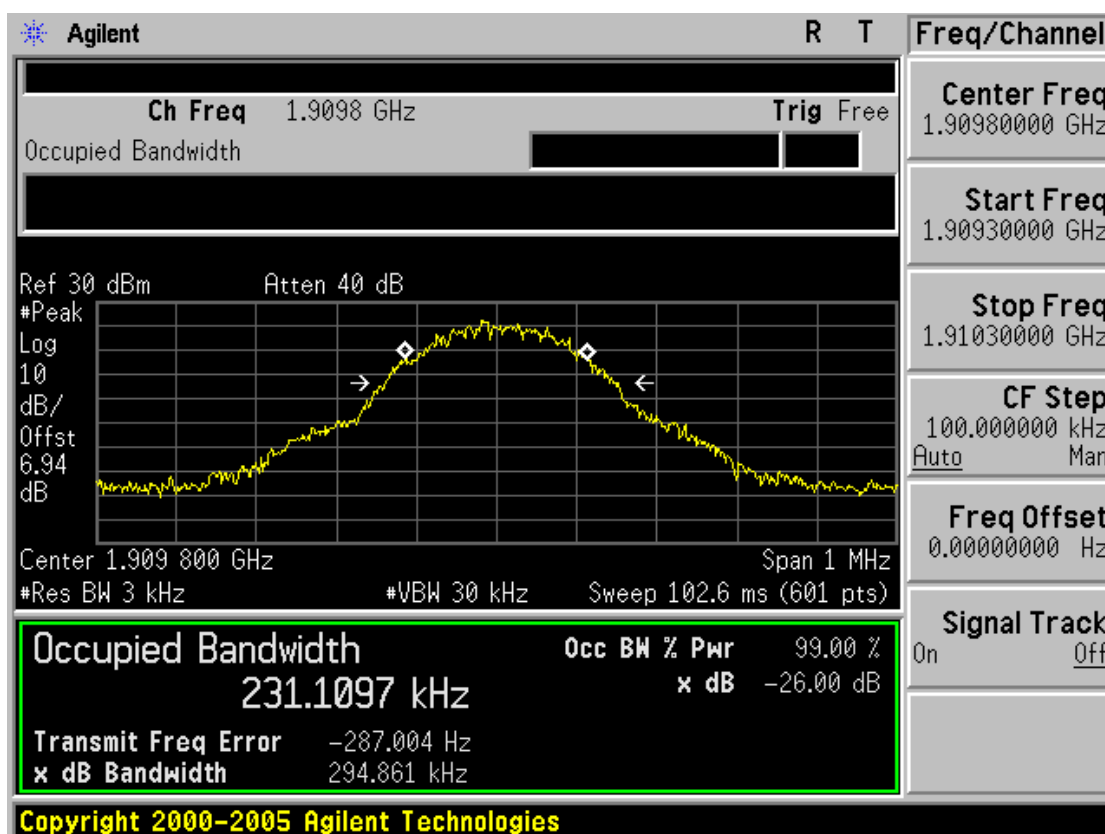 Agilent R T Freq/Channel
Ch Freq 1.9098 GHz Trig Free
Occupied Bandwidth
Center Freq
1.90980000 GHz
Start Freq
1.90930000 GHz
Stop Freq
1.91030000 GHz
CF Step
100.000000 kHz
Auto Man
Freq Offset
0.00000000 Hz
Signal Track
On Off
Ref 30 dBm Atten 40 dB
#Peak
Log
10
dB/
Offst
6.94
dB
Center 1.909 800 GHz Span 1 MHz
#Res BW 3 kHz #VBW 30 kHz Sweep 102.6 ms (601 pts)
Occupied Bandwidth
231.1097 kHz
Occ BW % Pwr 99.00 %
x dB -26.00 dB
Transmit Freq Error -287.004 Hz
x dB Bandwidth 294.861 kHz
Copyright 2000-2005 Agilent Technologies